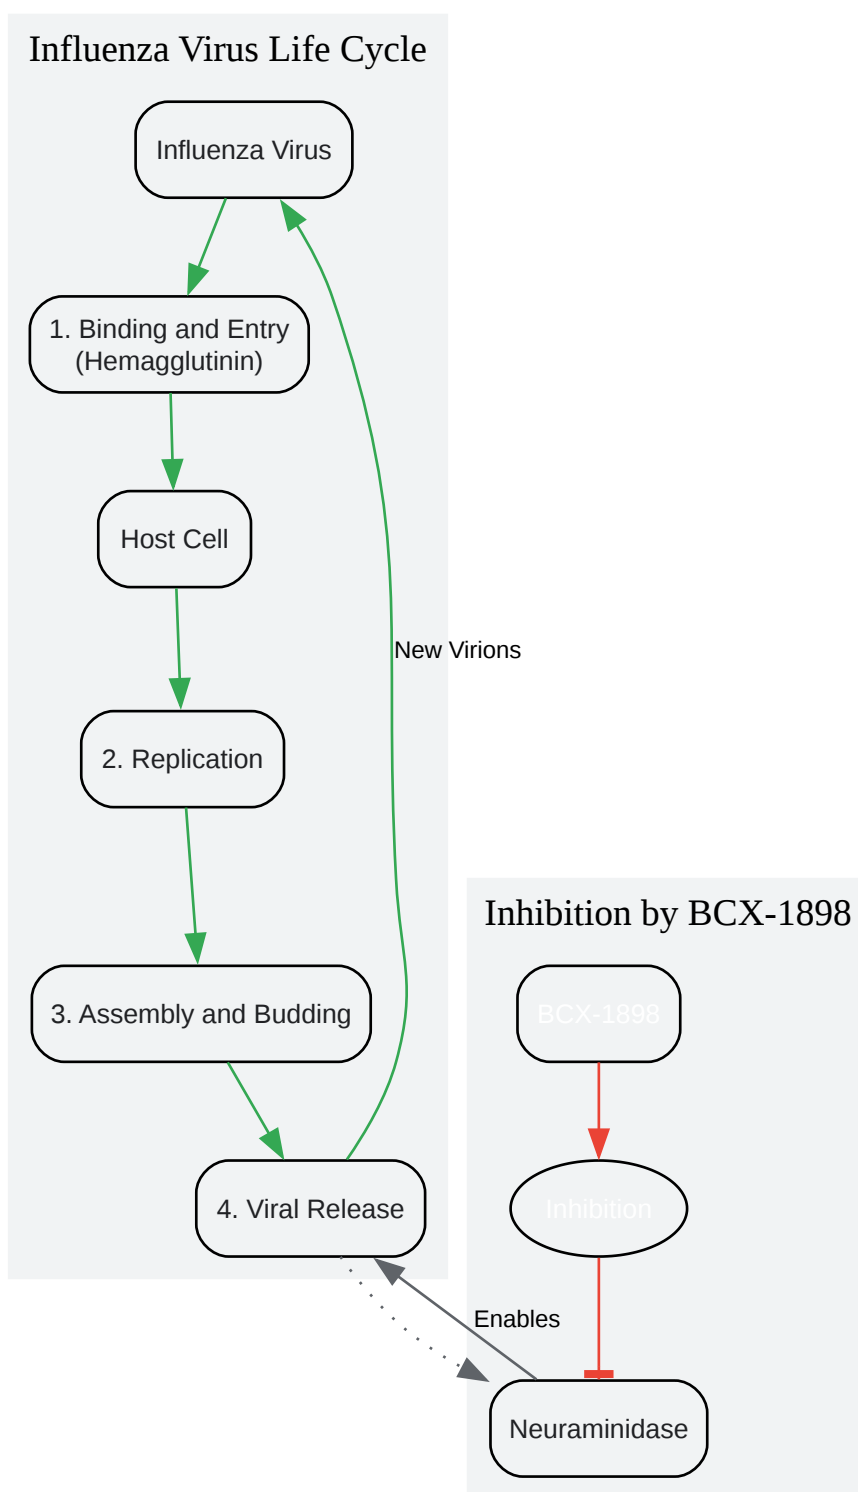 Influenza Virus Life Cycle
Influenza Virus
1. Binding and Entry
(Hemagglutinin)
Host Cell
New Virions
2. Replication
3. Assembly and Budding
4. Viral Release
Inhibition by BCX-1898
BCX-1898
Inhibition
Enables
Neuraminidase